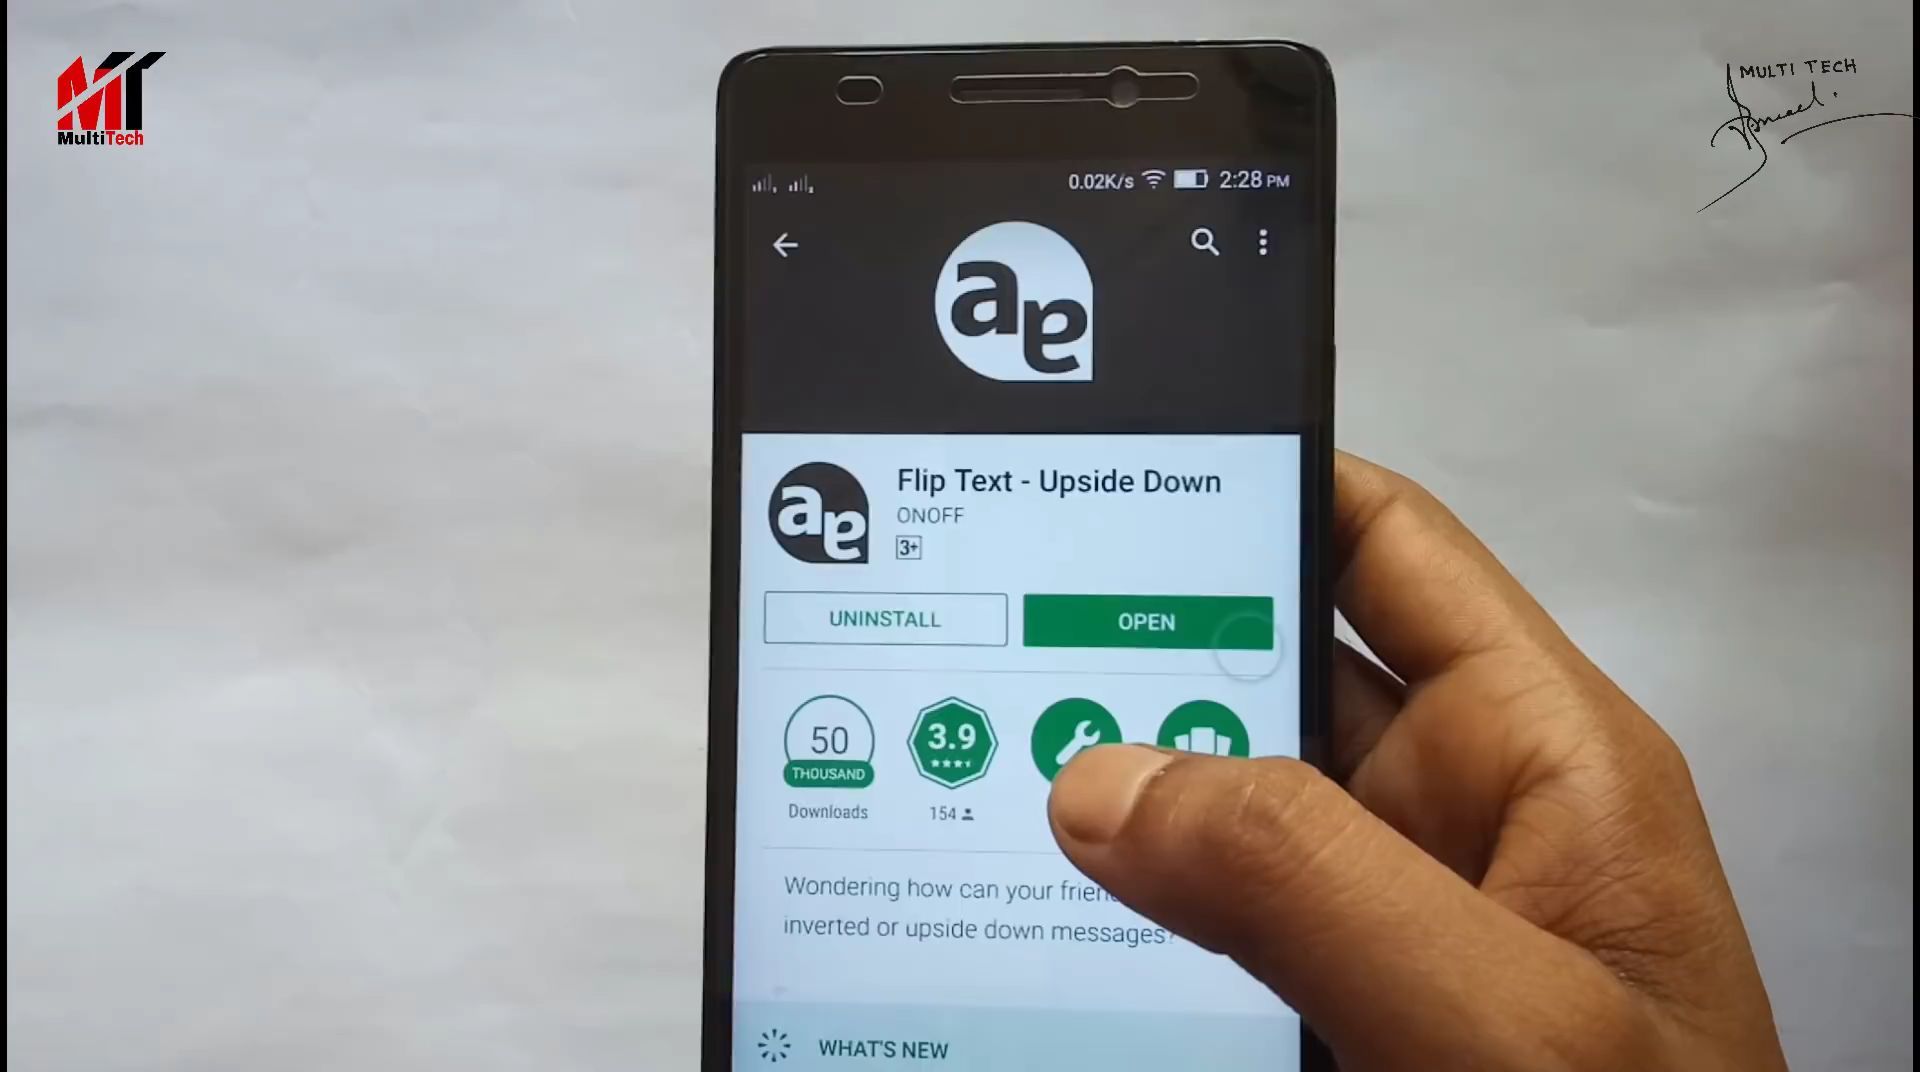 MultiTech
MULTI TECH
0.02K/s 2:28 PM
Flip Text - Upside Down
ONOFF
3+
UNINSTALL
OPEN
50
THOUSAND
Downloads
3.9
154
Wondering how can your
inverted or upside down messages?
WHAT'S NEW